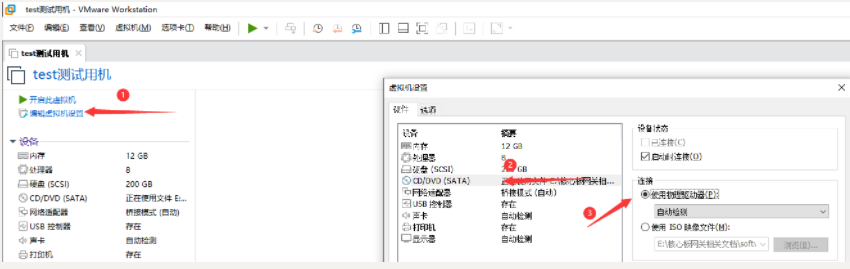 test测试用机 - VMware Workstation
文件(F) 编辑(E) 查看(V) 虚拟机(M) 选项卡(T) 帮助(H)
test测试用机
test测试用机
开启此虚拟机
1
编辑虚拟机设置
设备
内存 12 GB
处理器 8
硬盘 (SCSI) 200 GB
CD/DVD (SATA) 正在使用文件 E:...
网络适配器 桥接模式 (自动)
USB 控制器 存在
声卡 自动检测
打印机 存在
虚拟机设置
硬件 选项
设备 摘要
内存 12 GB
处理器 8
2
硬盘 (SCSI)
CD/DVD (SATA)
网络适配器 桥接模式 (自动)
USB 控制器 存在
声卡 自动检测
打印机 存在
显示器 自动检测
设备状态
已连接(C)
启动时连接(O)
连接
3
使用物理驱动器(P):
自动检测
使用 ISO 映像文件(M):
E:\核心板网关相关文档\soft\
浏览(B)...